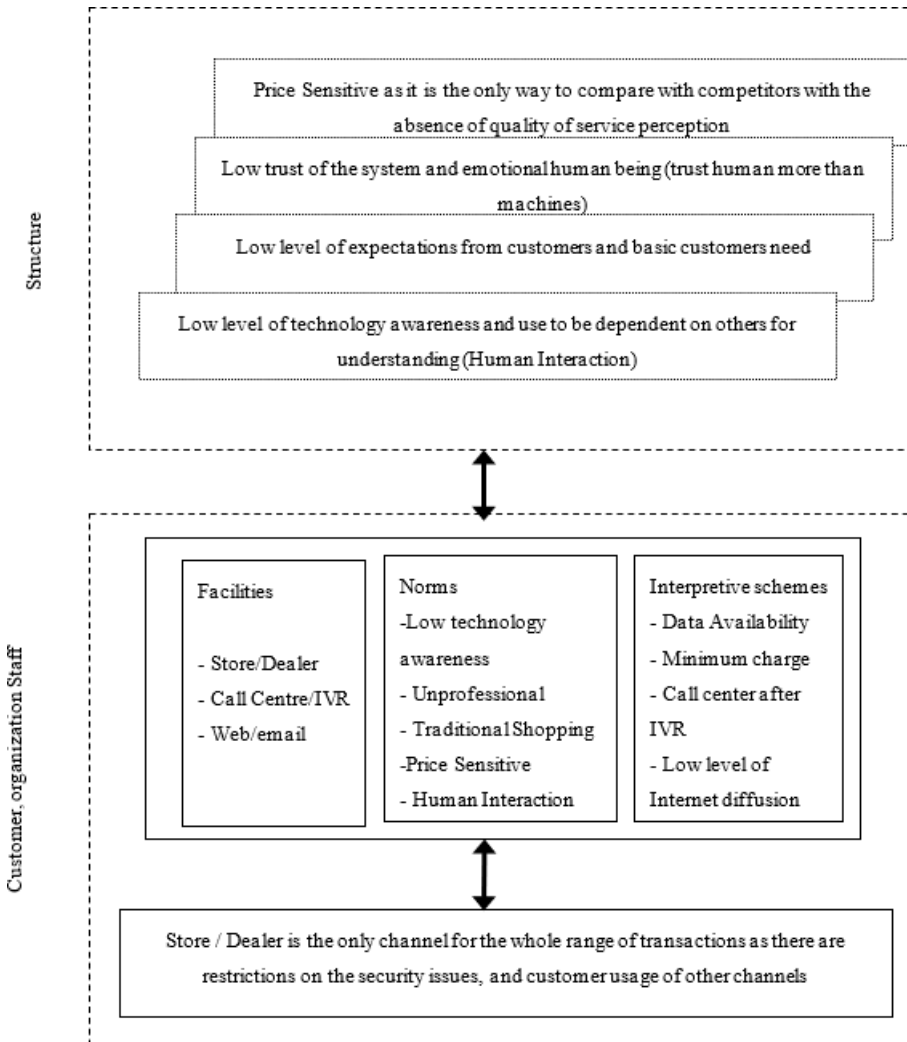 Structure
Price Sensitive as it is the only way to compare with competitors with the
absence of quality of service perception
Low trust of the system and emotional human being (trust human more than
machines)
Low level of expectations from customers and basic customers need
Low level of technology awareness and use to be dependent on others for
understanding (Human Interaction)
Customer, organization Staff
Facilities
- Store/Dealer
- Call Centre/IVR
- Web/email
Norms
-Low technology
awareness
- Unprofessional
- Traditional Shopping
-Price Sensitive
- Human Interaction
Interpretive schemes
- Data Availability
- Minimum charge
- Call center after
IVR
- Low level of
Internet diffusion
Store / Dealer is the only channel for the whole range of transactions as there are
restrictions on the security issues, and customer usage of other channels